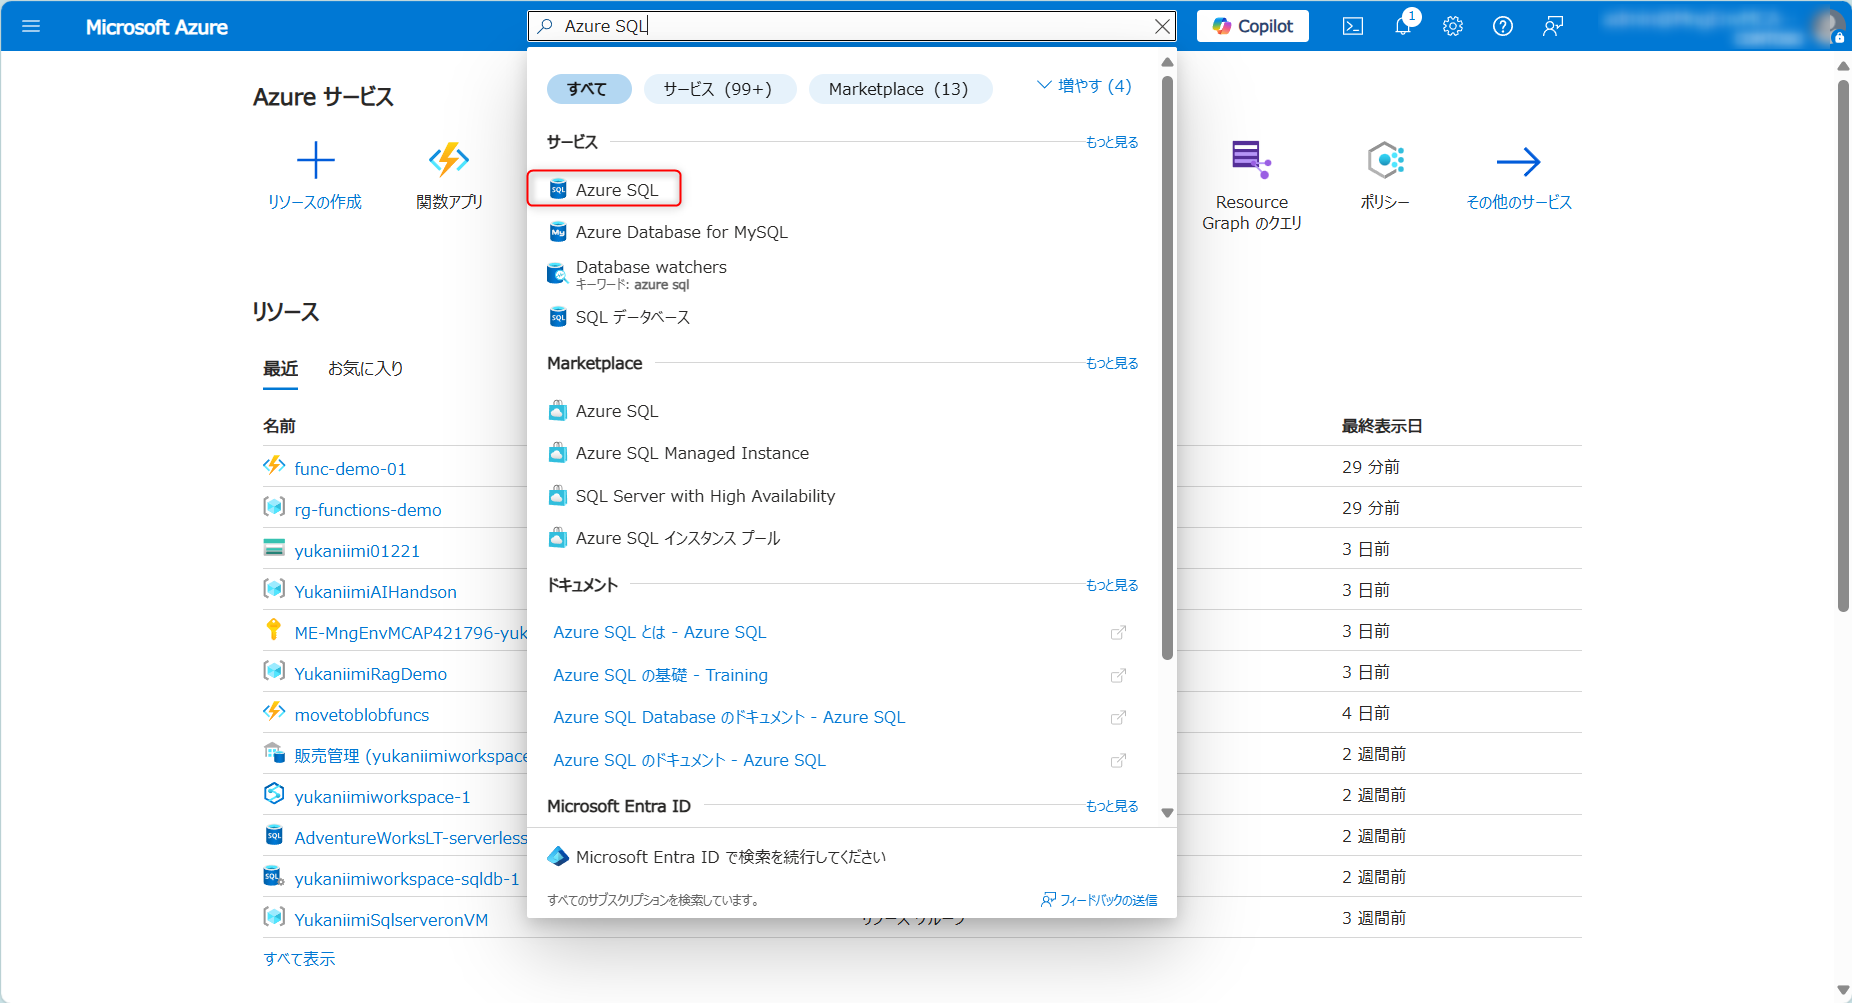 Microsoft Azure
Azure SQL
Copilot
1
すべて
サービス (99+)
Marketplace (13)
増やす (4)
サービス
もっと見る
Azure SQL
Azure Database for MySQL
Database watchers
キーワード: azure sql
SQL データベース
Marketplace
もっと見る
Azure SQL
Azure SQL Managed Instance
SQL Server with High Availability
Azure SQL インスタンス プール
ドキュメント
もっと見る
Azure SQL とは - Azure SQL
Azure SQL の基礎 - Training
Azure SQL Database のドキュメント - Azure SQL
Azure SQL のドキュメント - Azure SQL
Microsoft Entra ID
もっと見る
Microsoft Entra ID で検索を続行してください
すべてのサブスクリプションを検索しています。
フィードバックの送信
Azure サービス
リソースの作成
関数アプリ
Resource
Graph のクエリ
ポリシー
その他のサービス
リソース
最近
お気に入り
名前
最終表示日
func-demo-01
29 分前
rg-functions-demo
29 分前
yukaniimi01221
3 日前
YukaniimiAIHandson
3 日前
ME-MngEnvMCAP421796-yuk
3 日前
YukaniimiRagDemo
3 日前
movetoblobfuncs
4 日前
販売管理 (yukaniimiworkspace
2 週間前
yukaniimiworkspace-1
2 週間前
AdventureWorksLT-serverless
2 週間前
yukaniimiworkspace-sqldb-1
2 週間前
YukaniimiSqlserveronVM
リソース グループ
3 週間前
すべて表示